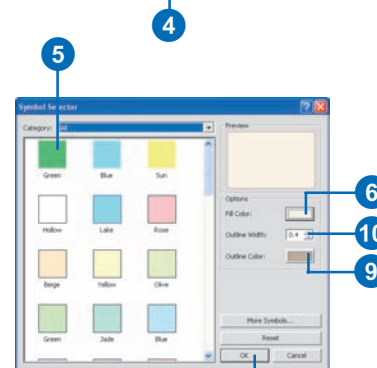 4
5
Symbol Selector
Category: All
Preview
Green Blue Sun
Options
Fill Color:
6
Hollow Lake Rose
Outline Width: 0.4
10
Outline Color:
9
Beige Yellow Olive
More Symbols...
Green Jade Blue
Reset
OK Cancel